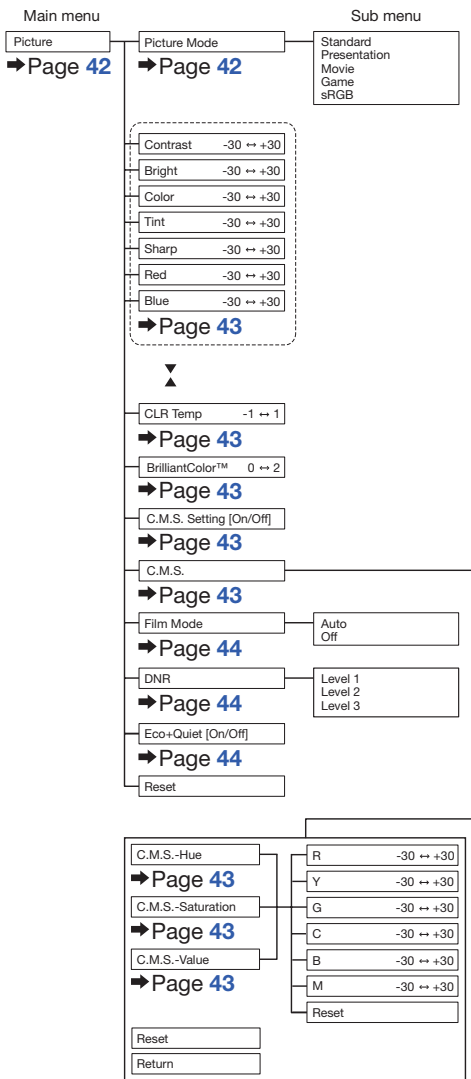 Main menu Sub menu
Picture
➡Page 42
Picture Mode
➡Page 42
Standard
Presentation
Movie
Game
sRGB
Contrast -30 ↔ +30
Bright -30 ↔ +30
Color -30 ↔ +30
Tint -30 ↔ +30
Sharp -30 ↔ +30
Red -30 ↔ +30
Blue -30 ↔ +30
➡Page 43
CLR Temp -1 ↔ 1
➡Page 43
BrilliantColor™ 0 ↔ 2
➡Page 43
C.M.S. Setting [On/Off]
➡Page 43
C.M.S.
➡Page 43
Film Mode
➡Page 44
Auto
Off
DNR
➡Page 44
Level 1
Level 2
Level 3
Eco+Quiet [On/Off]
➡Page 44
Reset
C.M.S.-Hue
➡Page 43
C.M.S.-Saturation
➡Page 43
C.M.S.-Value
➡Page 43
R -30 ↔ +30
Y -30 ↔ +30
G -30 ↔ +30
C -30 ↔ +30
B -30 ↔ +30
M -30 ↔ +30
Reset
Reset
Return